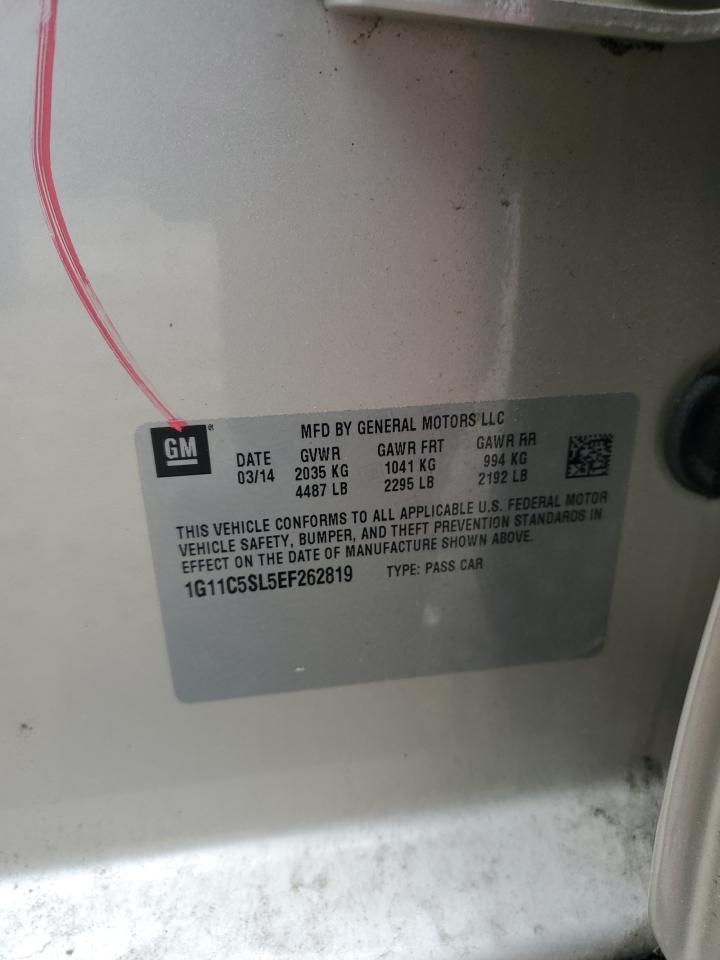 GM®
MFD BY GENERAL MOTORS LLC
DATE GVWR GAWR FRT GAWR RR
03/14 2035 KG 1041 KG 994 KG
4487 LB 2295 LB 2192 LB
THIS VEHICLE CONFORMS TO ALL APPLICABLE U.S. FEDERAL MOTOR
VEHICLE SAFETY, BUMPER, AND THEFT PREVENTION STANDARDS IN
EFFECT ON THE DATE OF MANUFACTURE SHOWN ABOVE.
1G11C5SL5EF262819 TYPE: PASS CAR